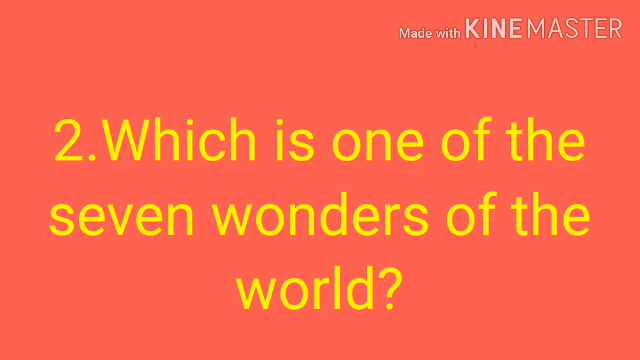 Made with KINEMASTER
2.Which is one of the
seven wonders of the
world?